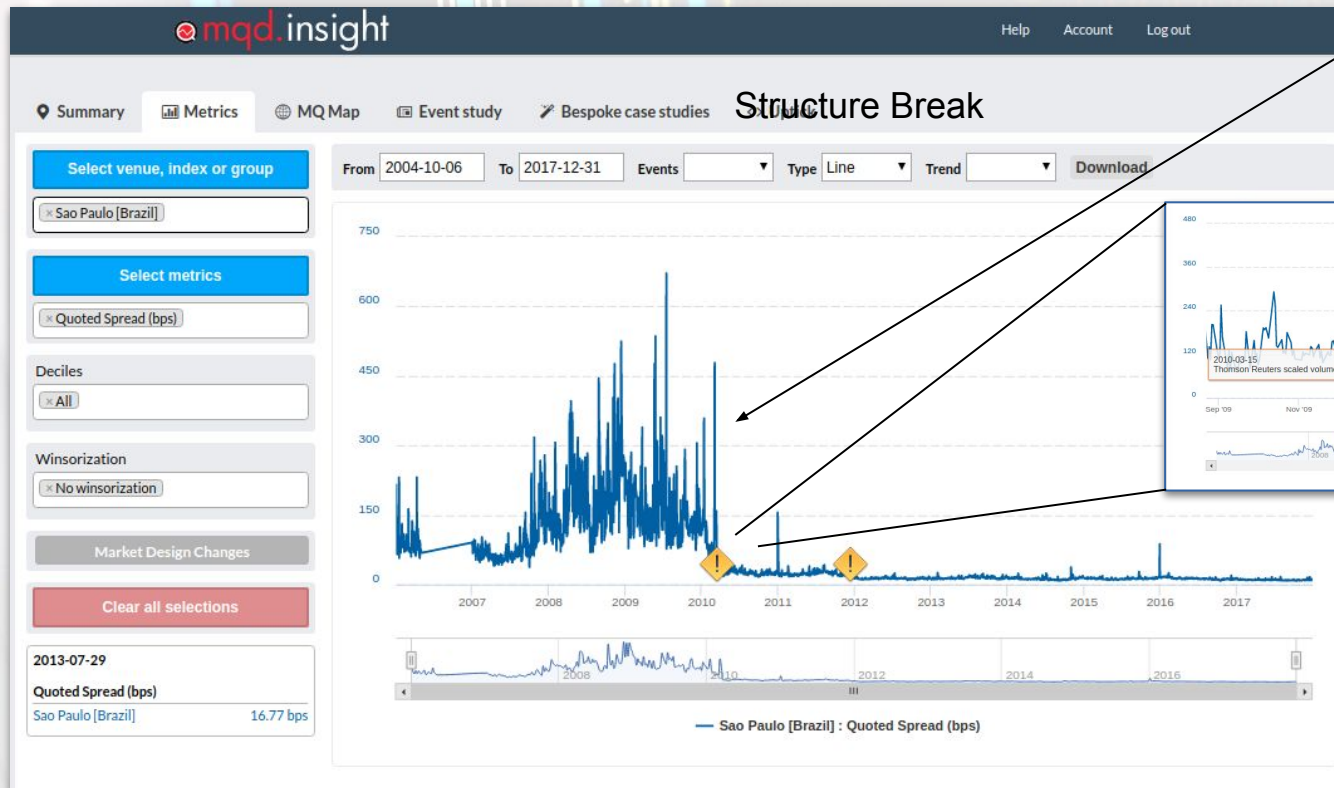 mqd.insight
Help Account Log out
Summary Metrics MQ Map Event study Bespoke case studies Uptick
Structure Break
Select venue, index or group
× Sao Paulo [Brazil]
Select metrics
× Quoted Spread (bps)
Deciles
× All
Winsorization
× No winsorization
Market Design Changes
Clear all selections
2013-07-29
Quoted Spread (bps)
Sao Paulo [Brazil] 16.77 bps
From 2004-10-06 To 2017-12-31 Events Type Line Trend Download
750
600
450
300
150
0
2007 2008 2009 2010 2011 2012 2013 2014 2015 2016 2017
2008 2010 2012 2014 2016
Sao Paulo [Brazil] : Quoted Spread (bps)
480
360
240
120
0
2010-03-15
Thomson Reuters scaled volume
Sep '09 Nov '09
2008